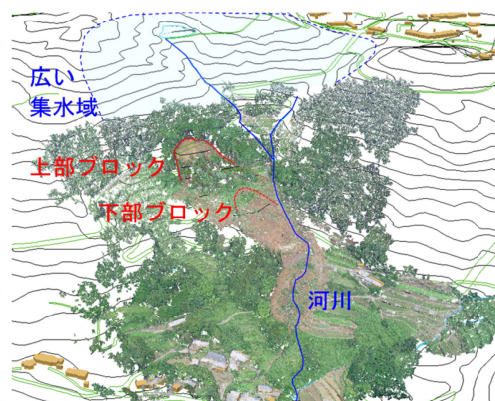 広い
集水域
上部ブロック
下部ブロック
河川